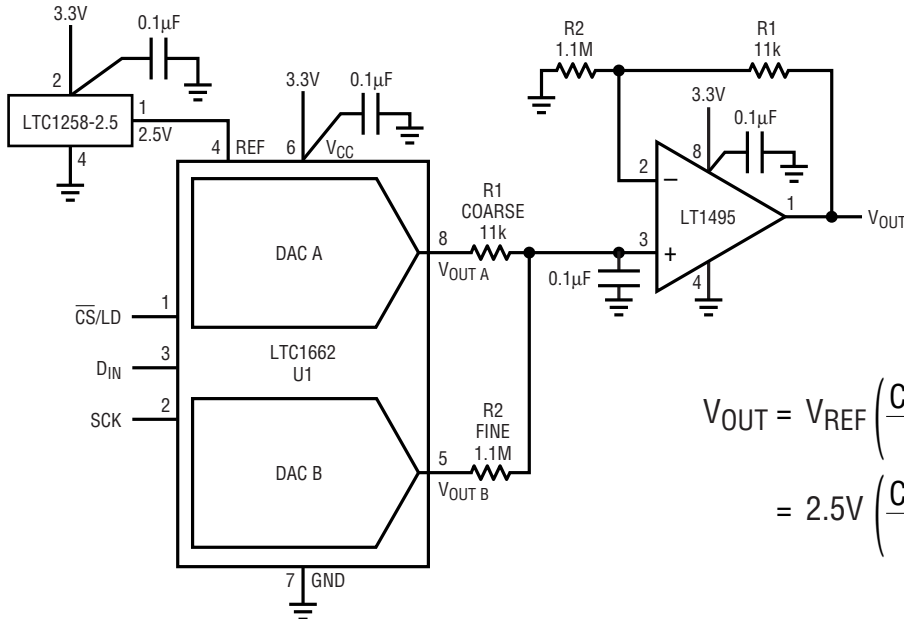 3.3V
0.1µF
2
LTC1258-2.5
1
2.5V
4
3.3V
0.1µF
4 REF
6 VCC
DAC A
8
VOUT A
R1
COARSE
11k
1
CS/LD
3
DIN
2
SCK
LTC1662
U1
DAC B
5
VOUT B
R2
FINE
1.1M
7 GND
R2
1.1M
R1
11k
3.3V
0.1µF
8
2
−
LT1495
1
VOUT
3
+
4
0.1µF
VOUT = VREF (C
= 2.5V (C